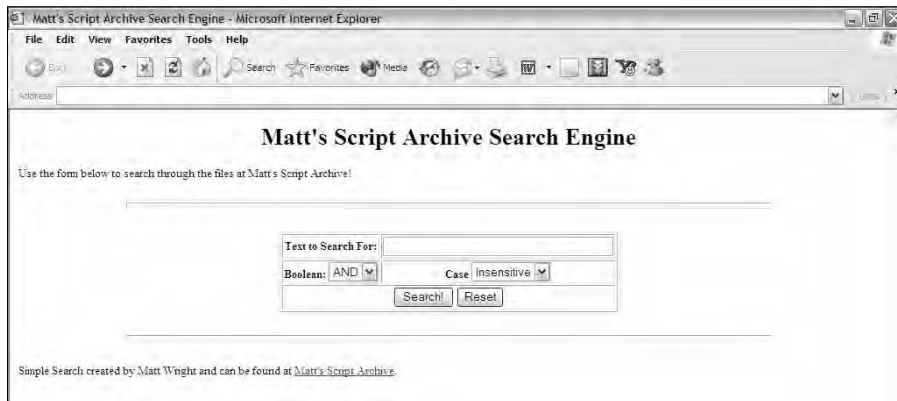 Matt's Script Archive Search Engine - Microsoft Internet Explorer
File Edit View Favorites Tools Help
Back Search Favorites Media
Address Links
Matt's Script Archive Search Engine
Use the form below to search through the files at Matt's Script Archive!
Text to Search For:
Boolean: AND Case Insensitive
Search! Reset
Simple Search created by Matt Wright and can be found at Matt's Script Archive.